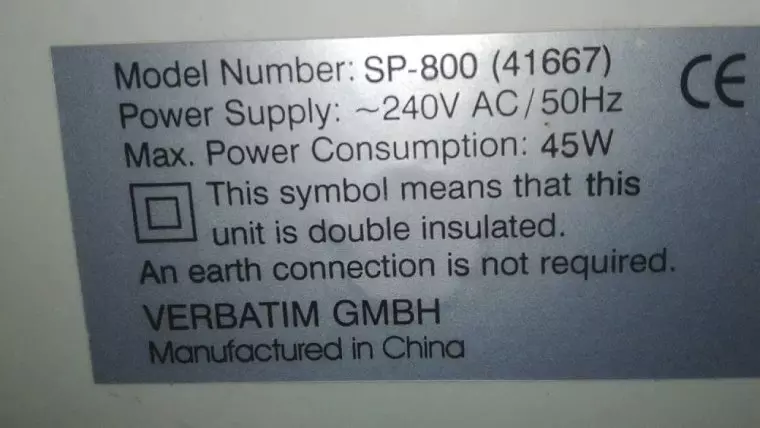 Model Number: SP-800 (41667)
CE
Power Supply: ~240V AC/50Hz
Max. Power Consumption: 45W
This symbol means that this
unit is double insulated.
An earth connection is not required.
VERBATIM GMBH
Manufactured in China